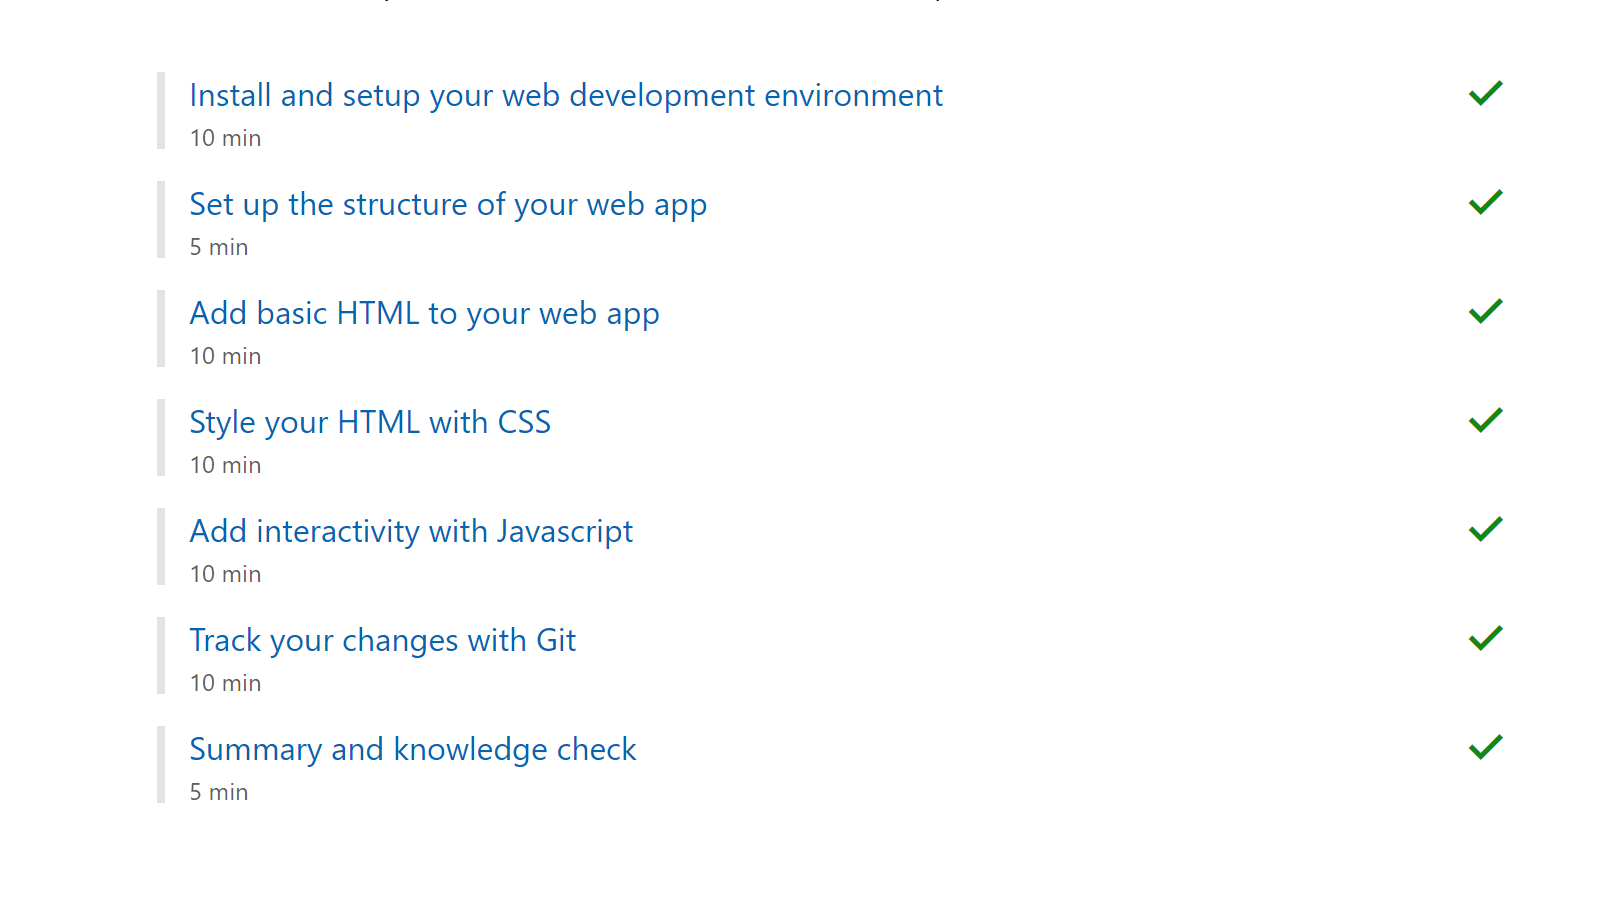 Install and setup your web development environment
10 min
Set up the structure of your web app
5 min
Add basic HTML to your web app
10 min
Style your HTML with CSS
10 min
Add interactivity with Javascript
10 min
Track your changes with Git
10 min
Summary and knowledge check
5 min